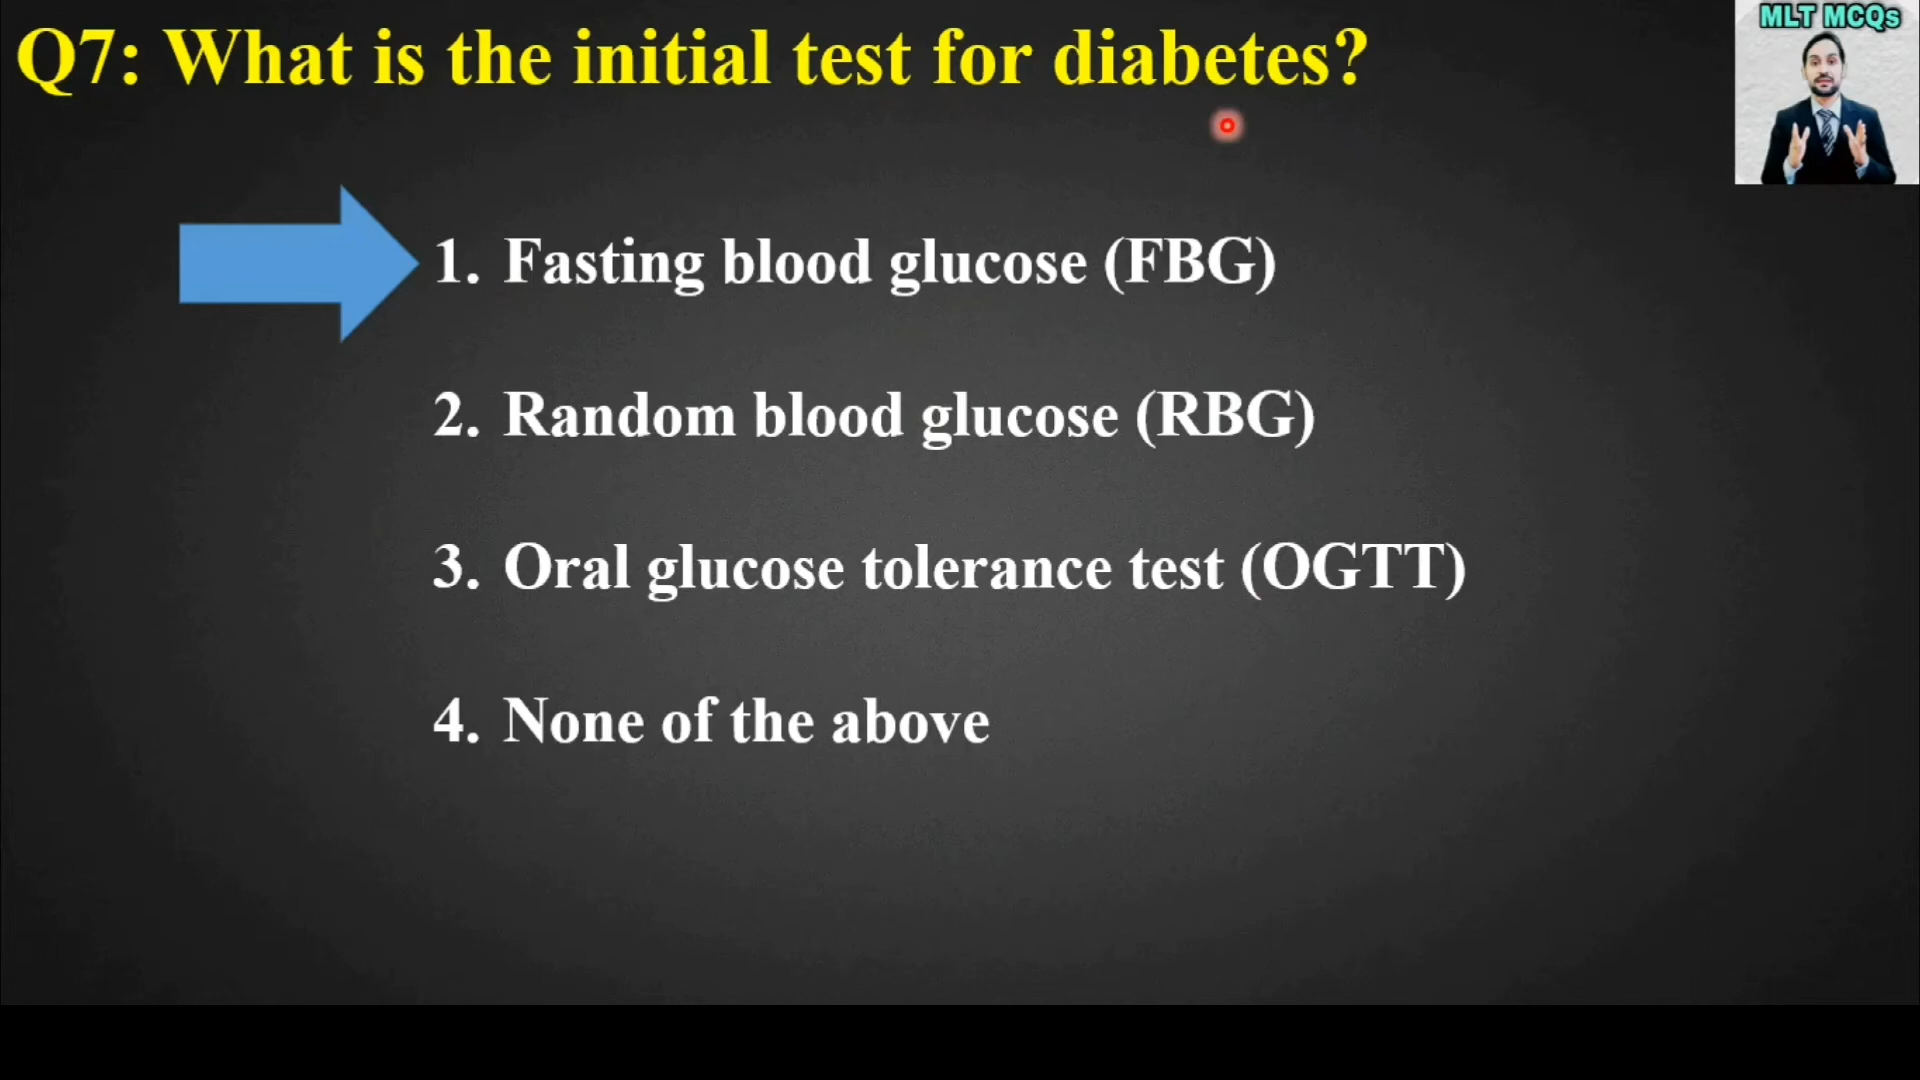 Q7: What is the initial test for diabetes?
MLT MCQs
1. Fasting blood glucose (FBG)
2. Random blood glucose (RBG)
3. Oral glucose tolerance test (OGTT)
4. None of the above